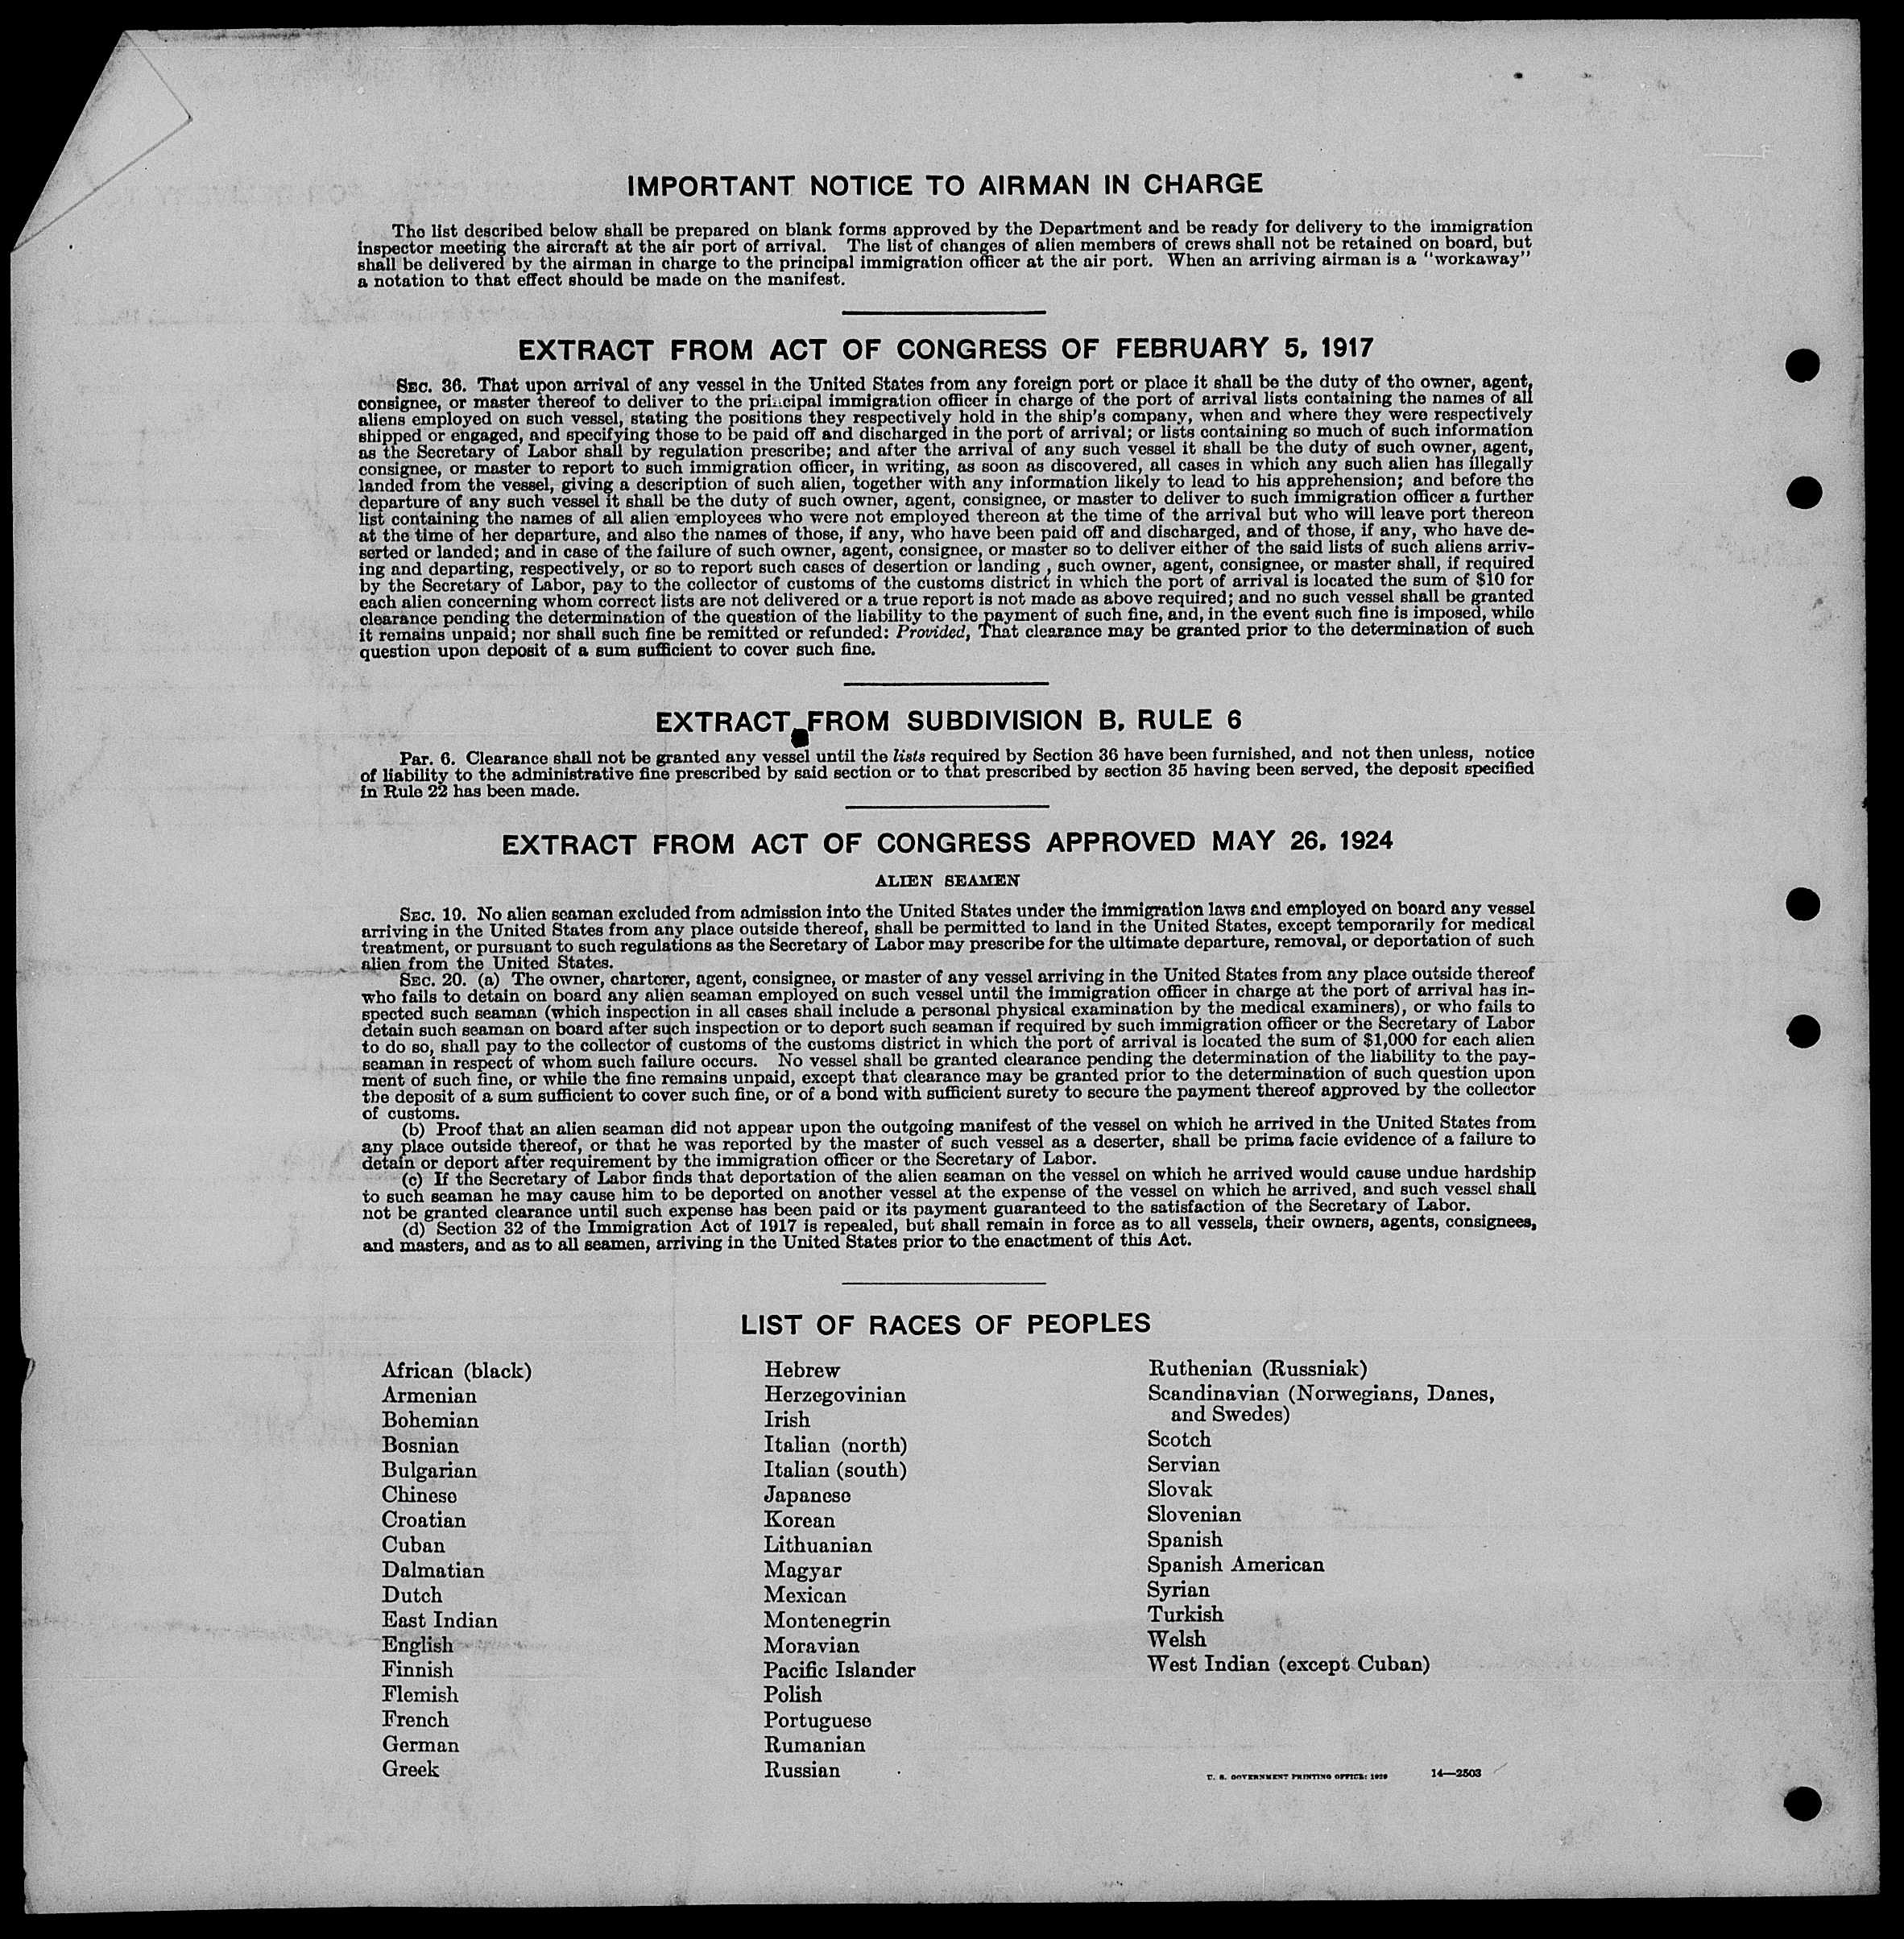 IMPORTANT NOTICE TO AIRMAN IN CHARGE
The list described below shall be prepared on blank forms approved by the Department and be ready for delivery to the immigration
inspector meeting the aircraft at the air port of arrival. The list of changes of alien members of crews shall not be retained on board, but
shall be delivered by the airman in charge to the principal immigration officer at the air port. When an arriving airman is a "workaway"
a notation to that effect should be made on the manifest.
EXTRACT FROM ACT OF CONGRESS OF FEBRUARY 5, 1917
SEC. 36. That upon arrival of any vessel in the United States from any foreign port or place it shall be the duty of the owner, agent,
consignee, or master thereof to deliver to the principal immigration officer in charge of the port of arrival lists containing the names of all
aliens employed on such vessel, stating the positions they respectively hold in the ship's company, when and where they were respectively
shipped or engaged, and specifying those to be paid off and discharged in the port of arrival; or lists containing so much of such information
as the Secretary of Labor shall by regulation prescribe; and after the arrival of any such vessel it shall be the duty of such owner, agent,
consignee, or master to report to such immigration officer, in writing, as soon as discovered, all cases in which any such alien has illegally
landed from the vessel, giving a description of such alien, together with any information likely to lead to his apprehension; and before the
departure of any such vessel it shall be the duty of such owner, agent, consignee, or master to deliver to such immigration officer a further
list containing the names of all alien employees who were not employed thereon at the time of the arrival but who will leave port thereon
at the time of her departure, and also the names of those, if any, who have been paid off and discharged, and of those, if any, who have de-
serted or landed; and in case of the failure of such owner, agent, consignee, or master so to deliver either of the said lists of such aliens arriv-
ing and departing, respectively, or so to report such cases of desertion or landing , such owner, agent, consignee, or master shall, if required
by the Secretary of Labor, pay to the collector of customs of the customs district in which the port of arrival is located the sum of $10 for
each alien concerning whom correct lists are not delivered or a true report is not made as above required; and no such vessel shall be granted
clearance pending the determination of the question of the liability to the payment of such fine, and, in the event such fine is imposed, while
it remains unpaid; nor shall such fine be remitted or refunded: Provided, That clearance may be granted prior to the determination of such
question upon deposit of a sum sufficient to cover such fine.
EXTRACT FROM SUBDIVISION B, RULE 6
Par. 6. Clearance shall not be granted any vessel until the lists required by Section 36 have been furnished, and not then unless, notice
of liability to the administrative fine prescribed by said section or to that prescribed by section 35 having been served, the deposit specified
in Rule 22 has been made.
EXTRACT FROM ACT OF CONGRESS APPROVED MAY 26, 1924
ALIEN SEAMEN
SEC. 19. No alien seaman excluded from admission into the United States under the immigration laws and employed on board any vessel
arriving in the United States from any place outside thereof, shall be permitted to land in the United States, except temporarily for medical
treatment, or pursuant to such regulations as the Secretary of Labor may prescribe for the ultimate departure, removal, or deportation of such
alien from the United States.
SEC. 20. (a) The owner, charterer, agent, consignee, or master of any vessel arriving in the United States from any place outside thereof
who fails to detain on board any alien seaman employed on such vessel until the immigration officer in charge at the port of arrival has in-
spected such seaman (which inspection in all cases shall include a personal physical examination by the medical examiners), or who fails to
detain such seaman on board after such inspection or to deport such seaman if required by such immigration officer or the Secretary of Labor
to do so, shall pay to the collector of customs of the customs district in which the port of arrival is located the sum of $1,000 for each alien
seaman in respect of whom such failure occurs. No vessel shall be granted clearance pending the determination of the liability to the pay-
ment of such fine, or while the fine remains unpaid, except that clearance may be granted prior to the determination of such question upon
the deposit of a sum sufficient to cover such fine, or of a bond with sufficient surety to secure the payment thereof approved by the collector
of customs.
(b) Proof that an alien seaman did not appear upon the outgoing manifest of the vessel on which he arrived in the United States from
any place outside thereof, or that he was reported by the master of such vessel as a deserter, shall be prima facie evidence of a failure to
detain or deport after requirement by the immigration officer or the Secretary of Labor.
(c) If the Secretary of Labor finds that deportation of the alien seaman on the vessel on which he arrived would cause undue hardship
to such seaman he may cause him to be deported on another vessel at the expense of the vessel on which he arrived, and such vessel shall
not be granted clearance until such expense has been paid or its payment guaranteed to the satisfaction of the Secretary of Labor.
(d) Section 32 of the Immigration Act of 1917 is repealed, but shall remain in force as to all vessels, their owners, agents, consignees,
and masters, and as to all seamen, arriving in the United States prior to the enactment of this Act.
LIST OF RACES OF PEOPLES
African (black)
Armenian
Bohemian
Bosnian
Bulgarian
Chinese
Croatian
Cuban
Dalmatian
Dutch
East Indian
English
Finnish
Flemish
French
German
Greek
Hebrew
Herzegovinian
Irish
Italian (north)
Italian (south)
Japanese
Korean
Lithuanian
Magyar
Mexican
Montenegrin
Moravian
Pacific Islander
Polish
Portuguese
Rumanian
Russian
Ruthenian (Russniak)
Scandinavian (Norwegians, Danes,
and Swedes)
Scotch
Servian
Slovak
Slovenian
Spanish
Spanish American
Syrian
Turkish
Welsh
West Indian (except Cuban)
U. S. GOVERNMENT PRINTING OFFICE: 1929 14—2503